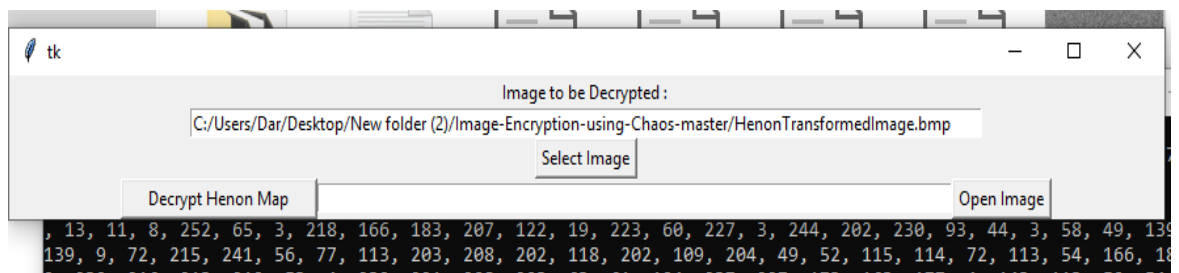 tk
Image to be Decrypted :
C:/Users/Dar/Desktop/New folder (2)/Image-Encryption-using-Chaos-master/HenonTransformedImage.bmp
Select Image
Decrypt Henon Map Open Image
, 13, 11, 8, 252, 65, 3, 218, 166, 183, 207, 122, 19, 223, 60, 227, 3, 244, 202, 230, 93, 44, 3, 58, 49, 139
139, 9, 72, 215, 241, 56, 77, 113, 203, 208, 202, 118, 202, 109, 204, 49, 52, 115, 114, 72, 113, 54, 166,